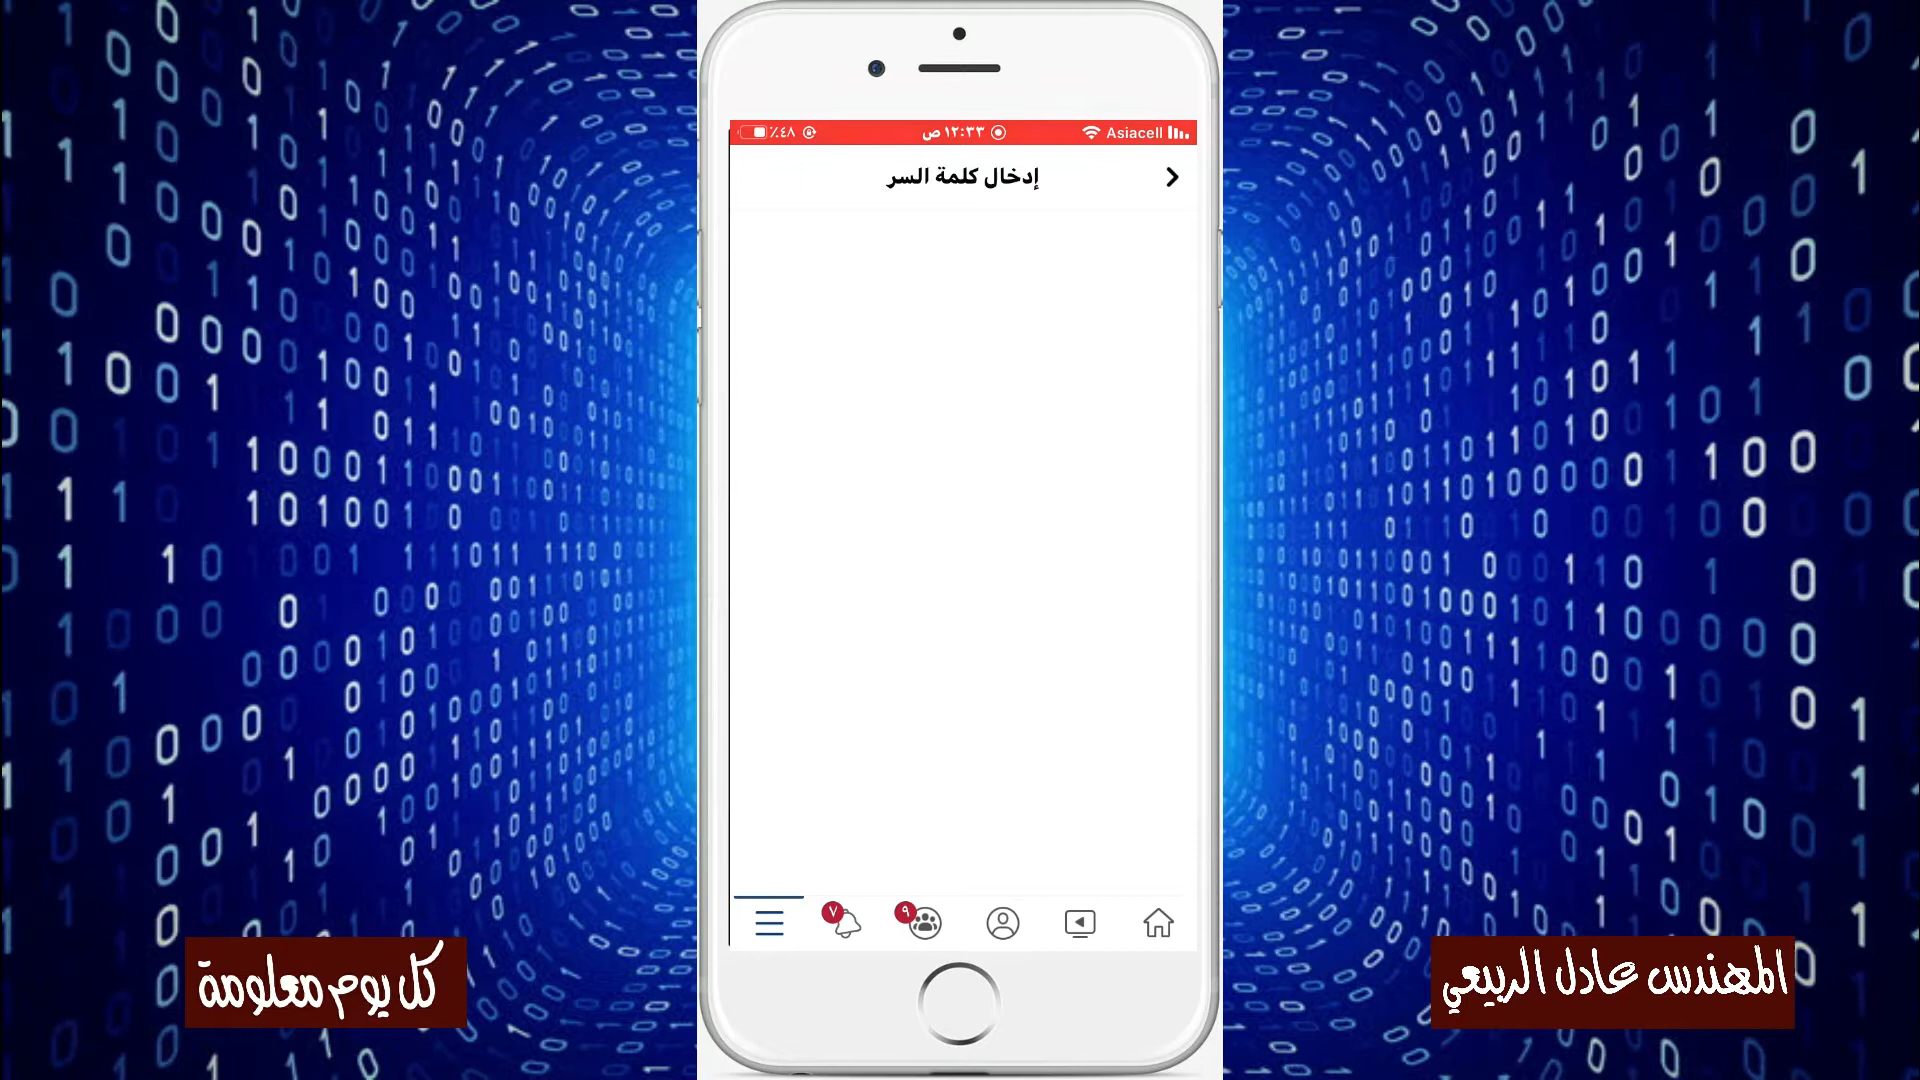 Asiacell ١٢:٣٣ ص ٪٤٨
إدخال كلمة السر
٩ ٧
المهندس عادل الربيعي
كل يوم معلومة